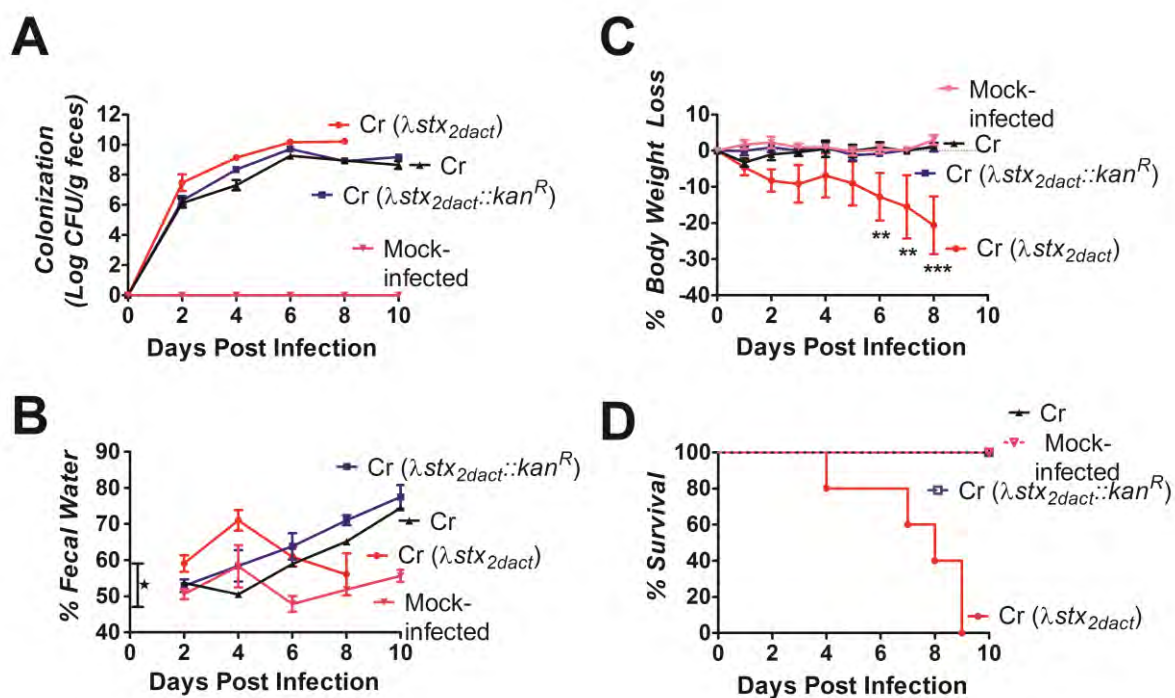 A
Colonization
(Log CFU/g feces)
12
10
8
6
4
2
0
0 2 4 6 8 10
Days Post Infection
Cr (λstx2dact)
Cr
Cr (λstx2dact::kanR)
Mock-
infected
C
% Body Weight Loss
20
10
0
-10
-20
-30
-40
0 2 4 6 8 10
Days Post Infection
Mock-
infected
Cr
Cr (λstx2dact::kanR)
Cr (λstx2dact)
** ** ***
B
% Fecal Water
90
80
70
60
50
40
0 2 4 6 8 10
Days Post Infection
★
Cr (λstx2dact::kanR)
Cr
Cr (λstx2dact)
Mock-
infected
D
% Survival
100
80
60
40
20
0
0 2 4 6 8 10
Days Post Infection
Cr
Mock-
infected
Cr (λstx2dact::kanR)
Cr (λstx2dact)